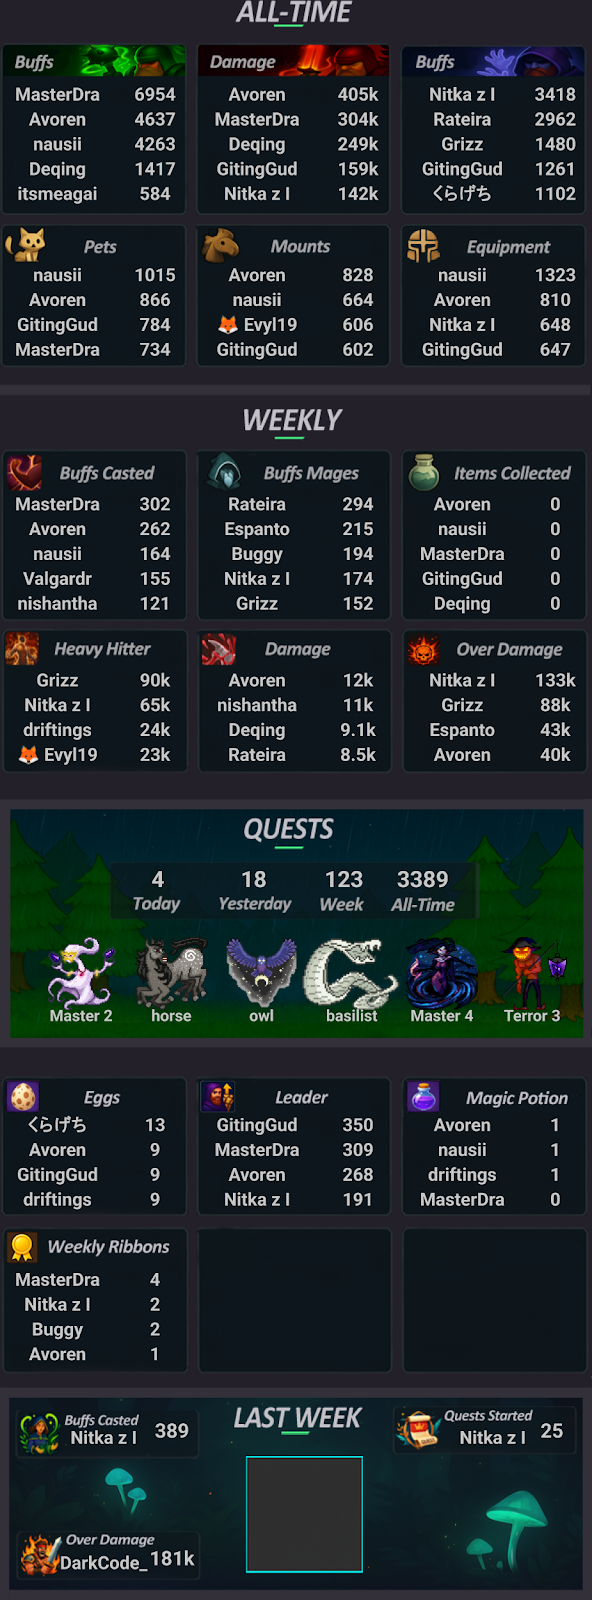 ALL-TIME
Buffs
MasterDra 6954
Avoren 4637
nausii 4263
Deqing 1417
itsmeagai 584
Damage
Avoren 405k
MasterDra 304k
Deqing 249k
GitingGud 159k
Nitka z I 142k
Buffs
Nitka z I 3418
Rateira 2962
Grizz 1480
GitingGud 1261
くらげち 1102
Pets
nausii 1015
Avoren 866
GitingGud 784
MasterDra 734
Mounts
Avoren 828
nausii 664
🦊 Evyl19 606
GitingGud 602
Equipment
nausii 1323
Avoren 810
Nitka z I 648
GitingGud 647
WEEKLY
Buffs Casted
MasterDra 302
Avoren 262
nausii 164
Valgardr 155
nishantha 121
Buffs Mages
Rateira 294
Espanto 215
Buggy 194
Nitka z I 174
Grizz 152
Items Collected
Avoren 0
nausii 0
MasterDra 0
GitingGud 0
Deqing 0
Heavy Hitter
Grizz 90k
Nitka z I 65k
driftings 24k
🦊 Evyl19 23k
Damage
Avoren 12k
nishantha 11k
Deqing 9.1k
Rateira 8.5k
Over Damage
Nitka z I 133k
Grizz 88k
Espanto 43k
Avoren 40k
QUESTS
4 18 123 3389
Today Yesterday Week All-Time
Master 2 horse owl basilist Master 4 Terror 3
Eggs
くらげち 13
Avoren 9
GitingGud 9
driftings 9
Leader
GitingGud 350
MasterDra 309
Avoren 268
Nitka z I 191
Magic Potion
Avoren 1
nausii 1
driftings 1
MasterDra 0
Weekly Ribbons
MasterDra 4
Nitka z I 2
Buggy 2
Avoren 1
LAST WEEK
Buffs Casted
Nitka z I 389
Quests Started
Nitka z I 25
Over Damage
DarkCode_ 181k